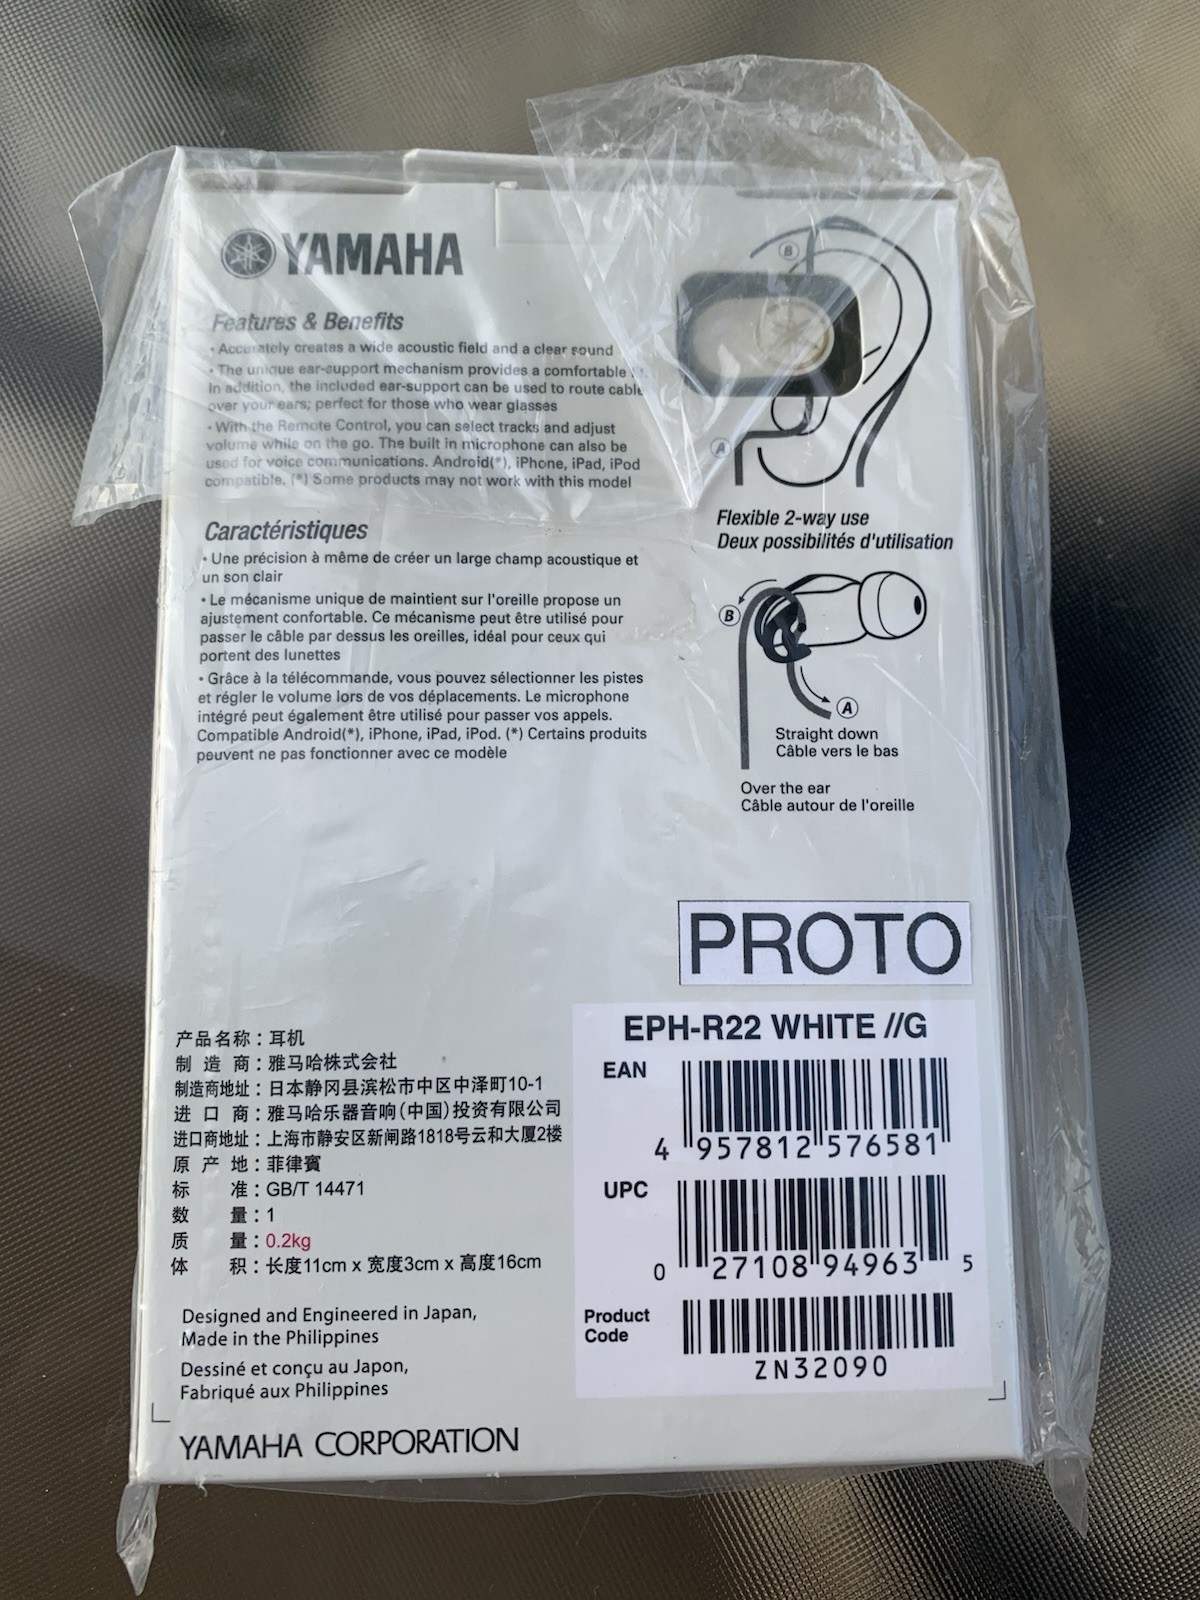 YAMAHA
Features & Benefits
• Accurately creates a wide acoustic field and a clear sound
• The unique ear-support mechanism provides a comfortable
In addition, the included ear-support can be used to route cable
over your ears; perfect for those who wear glasses
• With the Remote Control, you can select tracks and adjust
volume while on the go. The built in microphone can also be
used for voice communications. Android(*), iPhone, iPad, iPod
compatible. (*) Some products may not work with this model
Caractéristiques
• Une précision à même de créer un large champ acoustique et
un son clair
• Le mécanisme unique de maintient sur l'oreille propose un
ajustement confortable. Ce mécanisme peut être utilisé pour
passer le câble par dessus les oreilles, idéal pour ceux qui
portent des lunettes
• Grâce à la télécommande, vous pouvez sélectionner les pistes
et régler le volume lors de vos déplacements. Le microphone
intégré peut également être utilisé pour passer vos appels.
Compatible Android(*), iPhone, iPad, iPod. (*) Certains produits
peuvent ne pas fonctionner avec ce modèle
B
A
Flexible 2-way use
Deux possibilités d'utilisation
B
A
Straight down
Câble vers le bas
Over the ear
Câble autour de l'oreille
PROTO
产品名称：耳机
制造商：雅马哈株式会社
制造商地址：日本静冈县滨松市中区中泽町10-1
进口商：雅马哈乐器音响（中国）投资有限公司
进口商地址：上海市静安区新闸路1818号云和大厦2楼
原产地：菲律賓
标准：GB/T 14471
数量：1
质量：0.2kg
体积：长度11cm x 宽度3cm x 高度16cm
Designed and Engineered in Japan,
Made in the Philippines
Dessiné et conçu au Japon,
Fabriqué aux Philippines
YAMAHA CORPORATION
EPH-R22 WHITE //G
EAN
4 957812 576581
UPC
0 27108 94963 5
Product
Code
ZN32090